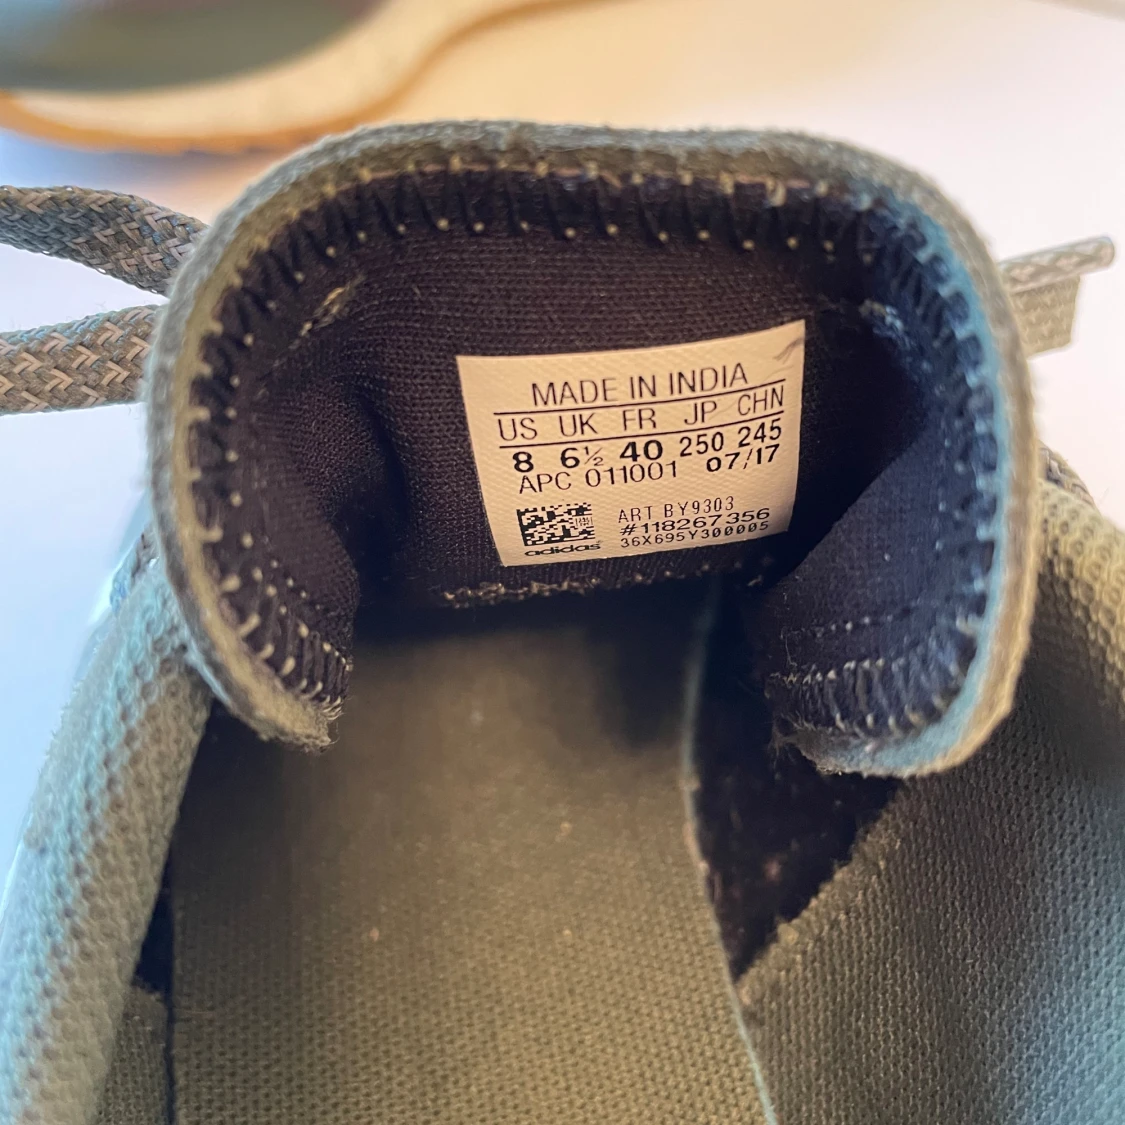 MADE IN INDIA
US UK FR JP CHN
8 6½ 40 250 245
APC 011001 07/17
ART BY9303
#118267356
36X695Y300005
adidas